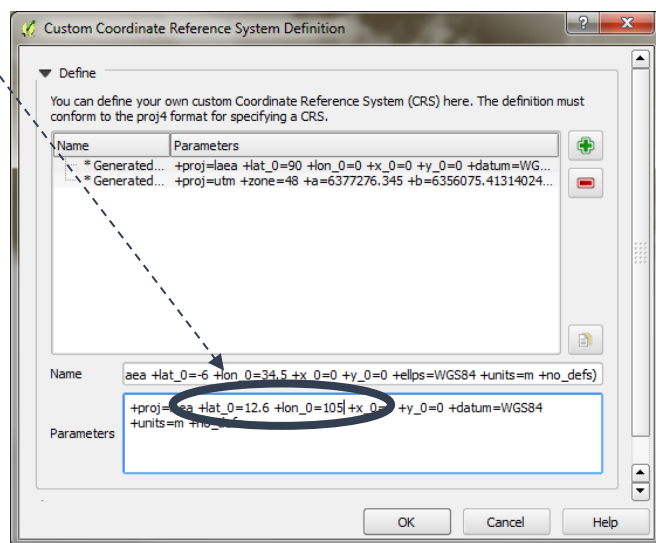 Custom Coordinate Reference System Definition
Define
You can define your own custom Coordinate Reference System (CRS) here. The definition must
conform to the proj4 format for specifying a CRS.
Name Parameters
* Generated... +proj=laea +lat_0=90 +lon_0=0 +x_0=0 +y_0=0 +datum=WG...
* Generated... +proj=utm +zone=48 +a=6377276.345 +b=6356075.41314024...
Name aea +lat_0=-6 +lon_0=34.5 +x_0=0 +y_0=0 +ellps=WGS84 +units=m +no_defs)
+lat_0=12.6 +lon_0=105 +y_0=0 +datum=WGS84
+units=m
Parameters
OK Cancel Help